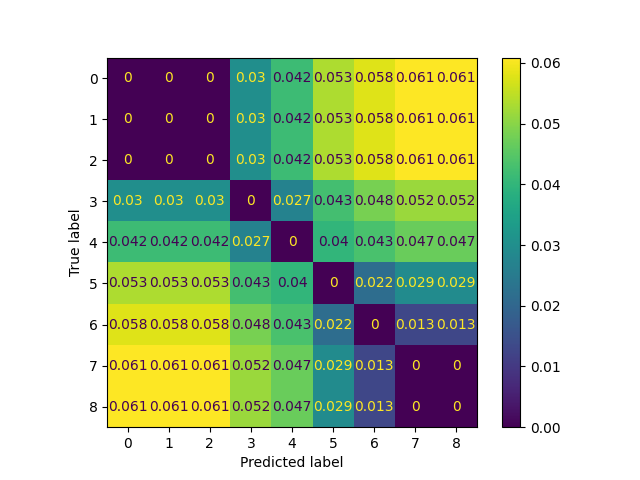 0 0 0 0 0.03 0.042 0.053 0.058 0.061 0.061 0.06
1 0 0 0 0.03 0.042 0.053 0.058 0.061 0.061 0.05
2 0 0 0 0.03 0.042 0.053 0.058 0.061 0.061
3 0.03 0.03 0.03 0 0.027 0.043 0.048 0.052 0.052 0.04
True label
4 0.042 0.042 0.042 0.027 0 0.04 0.043 0.047 0.047 0.03
5 0.053 0.053 0.053 0.043 0.04 0 0.022 0.029 0.029 0.02
6 0.058 0.058 0.058 0.048 0.043 0.022 0 0.013 0.013
7 0.061 0.061 0.061 0.052 0.047 0.029 0.013 0 0 0.01
8 0.061 0.061 0.061 0.052 0.047 0.029 0.013 0 0 0.00
0 1 2 3 4 5 6 7 8
Predicted label